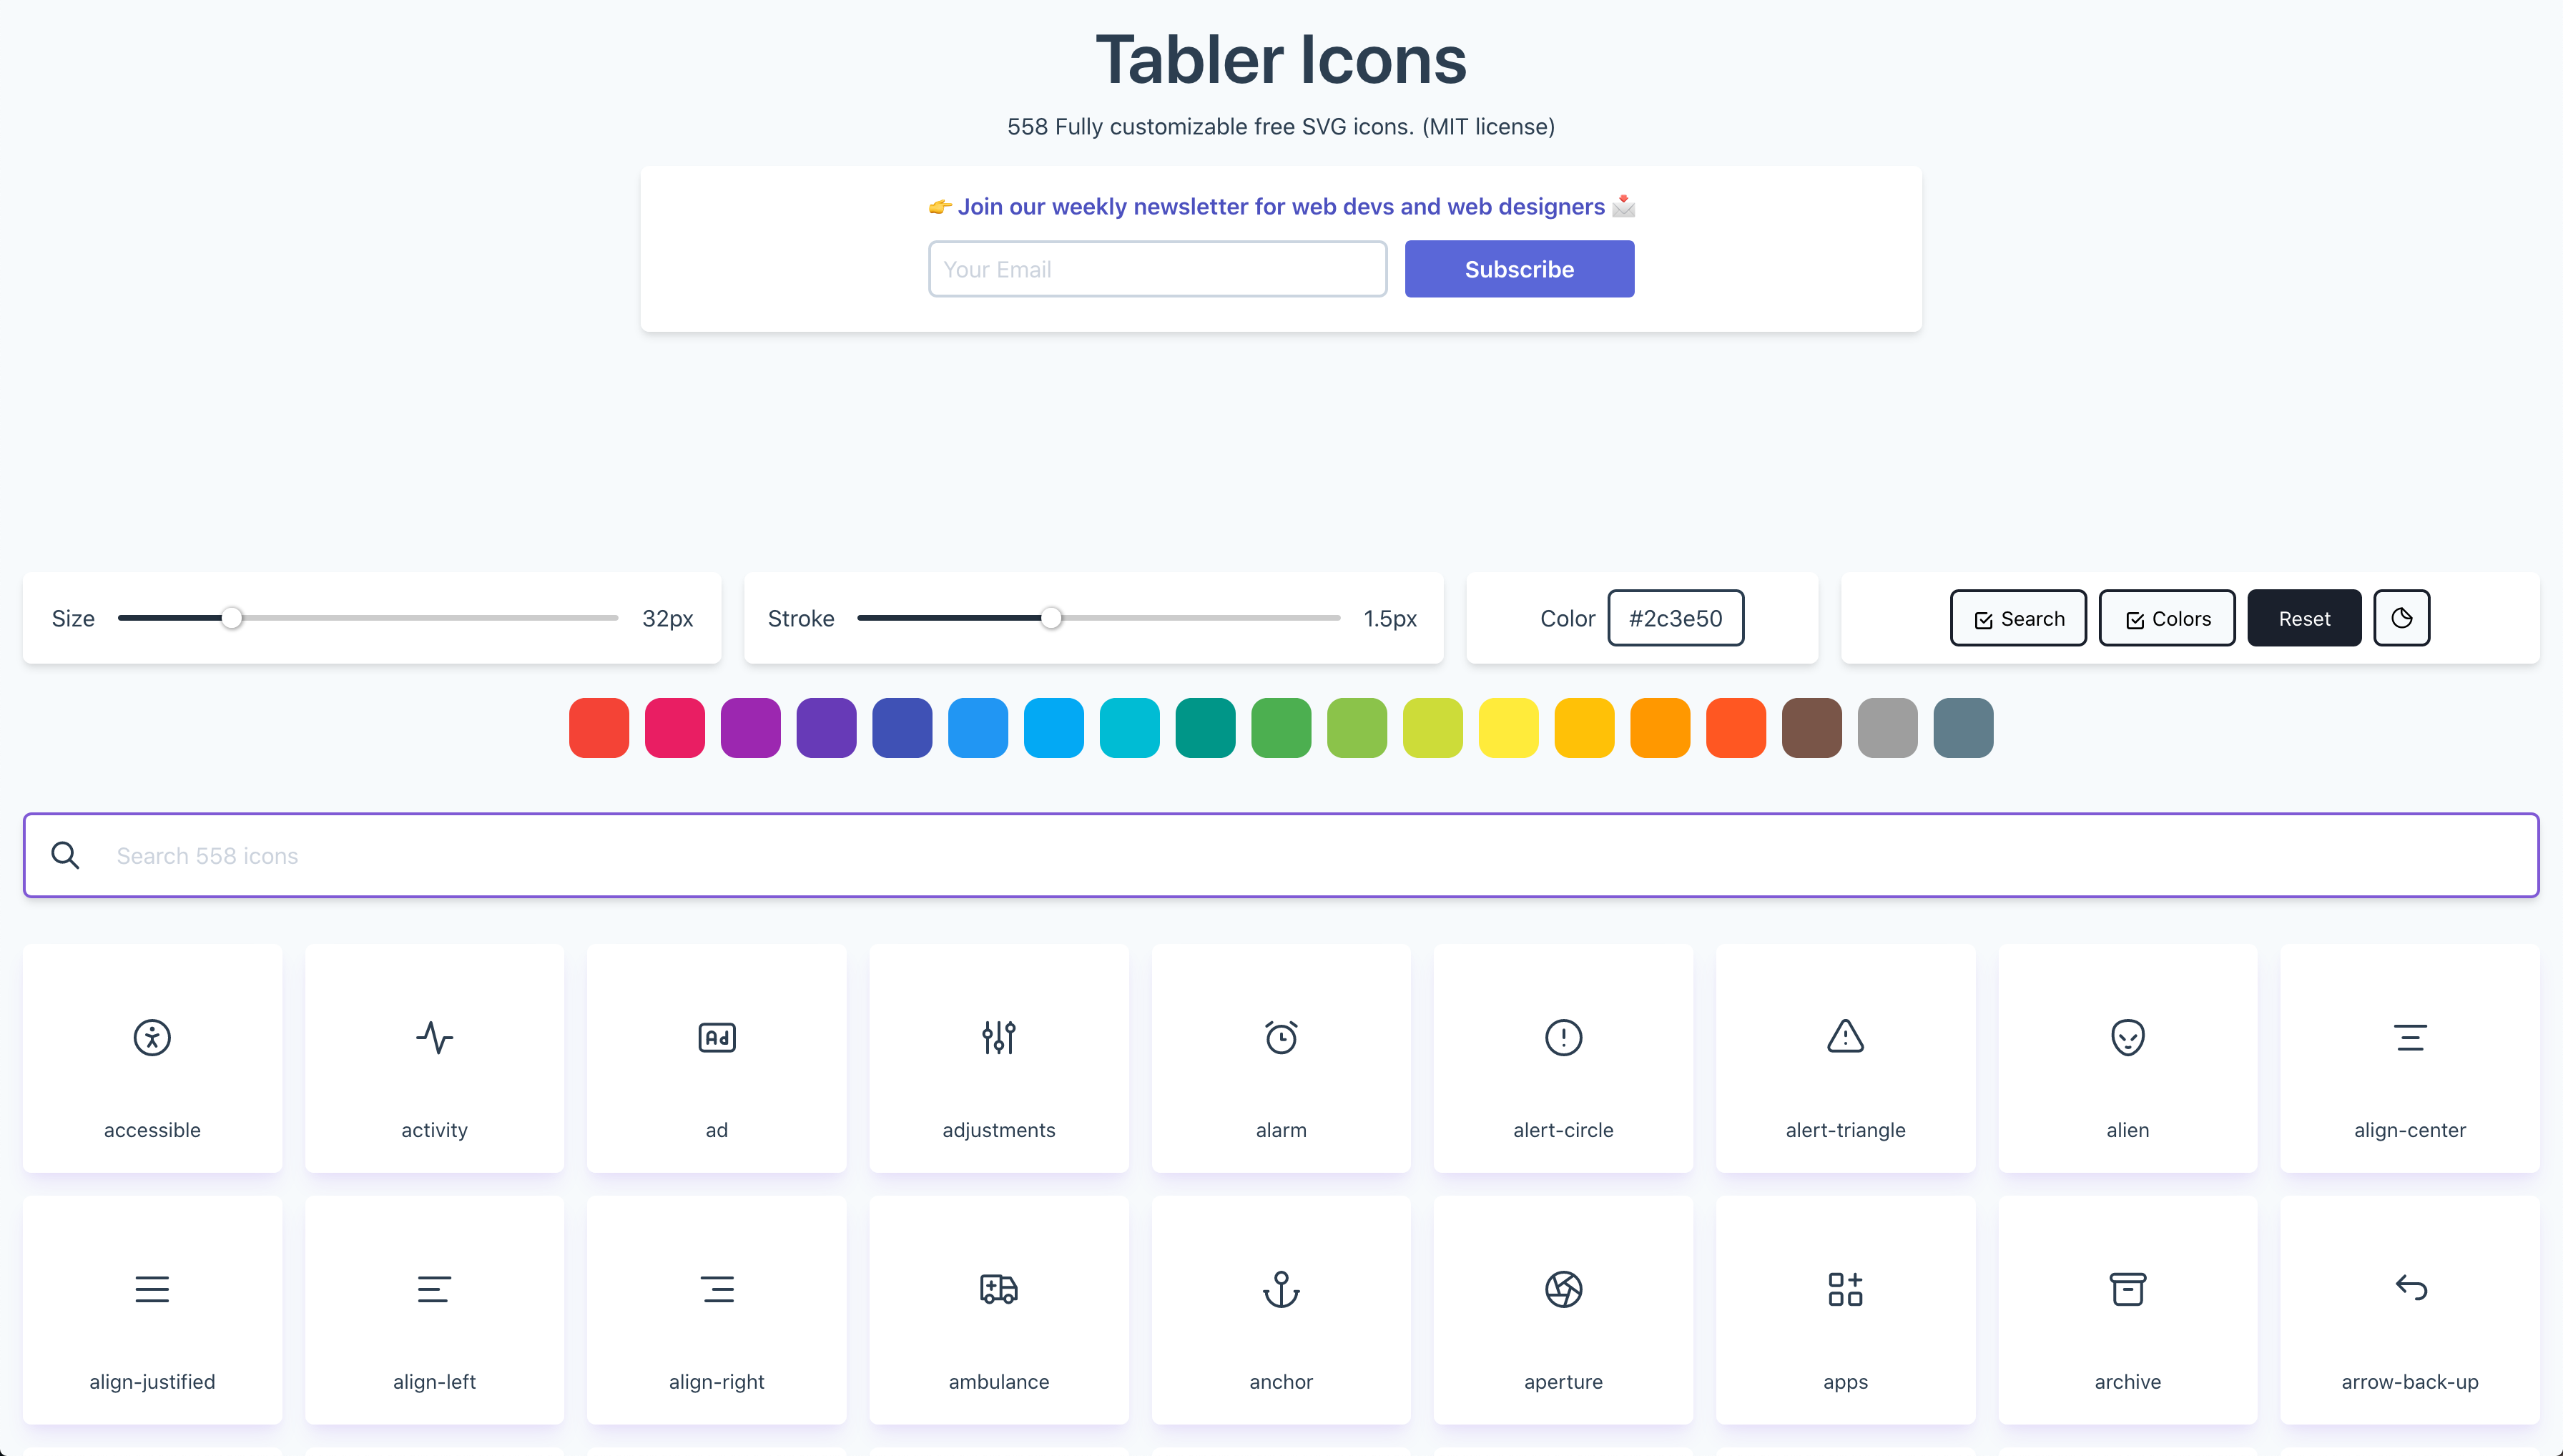 Tabler Icons
558 Fully customizable free SVG icons. (MIT license)
👉 Join our weekly newsletter for web devs and web designers 📩
Your Email
Subscribe
Size 32px
Stroke 1.5px
Color #2c3e50
Search
Colors
Reset
Search 558 icons
Ad
accessible activity ad adjustments alarm alert-circle alert-triangle alien align-center
align-justified align-left align-right ambulance anchor aperture apps archive arrow-back-up